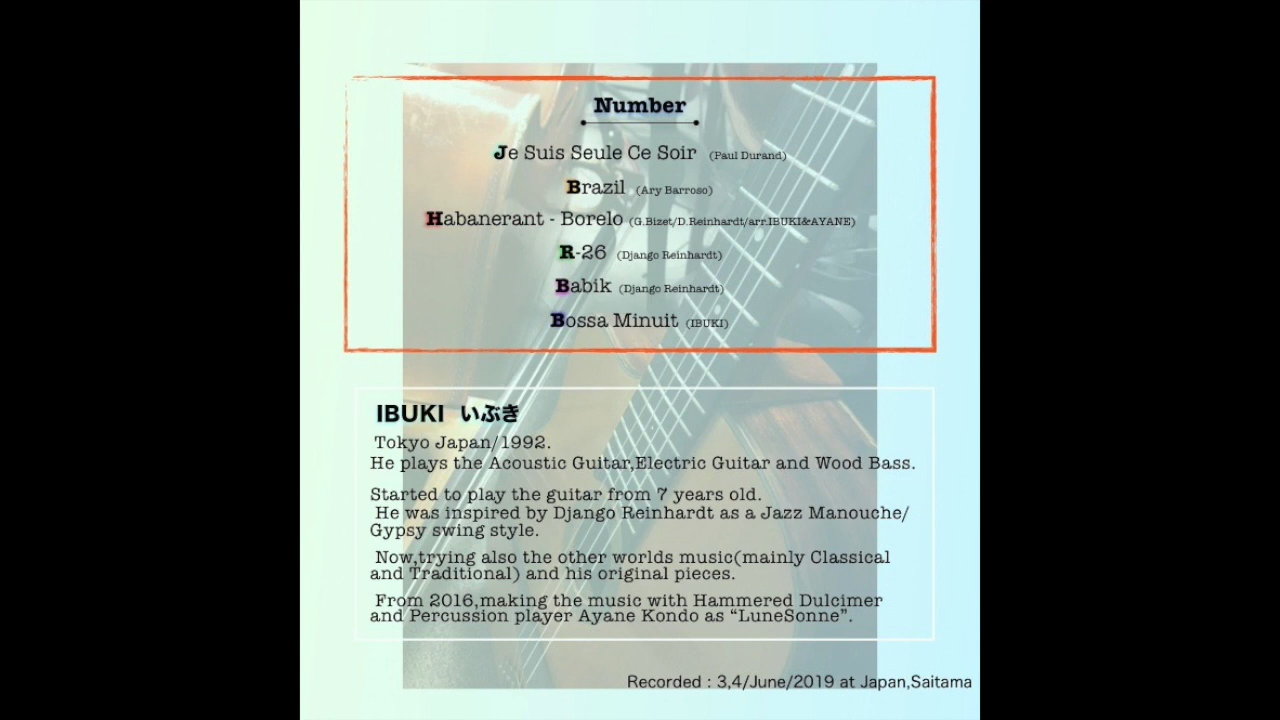 Number
Je Suis Seule Ce Soir (Paul Durand)
Brazil (Ary Barroso)
Habanerant - Borelo (G.Bizet/D.Reinhardt/arr.IBUKI&AYANE)
R-26 (Django Reinhardt)
Babik (Django Reinhardt)
Bossa Minuit (IBUKI)
IBUKI いぶき
Tokyo Japan/1992.
He plays the Acoustic Guitar,Electric Guitar and Wood Bass.
Started to play the guitar from 7 years old.
He was inspired by Django Reinhardt as a Jazz Manouche/
Gypsy swing style.
Now,trying also the other worlds music(mainly Classical
and Traditional) and his original pieces.
From 2016,making the music with Hammered Dulcimer
and Percussion player Ayane Kondo as “LuneSonne”.
Recorded : 3,4/June/2019 at Japan,Saitama